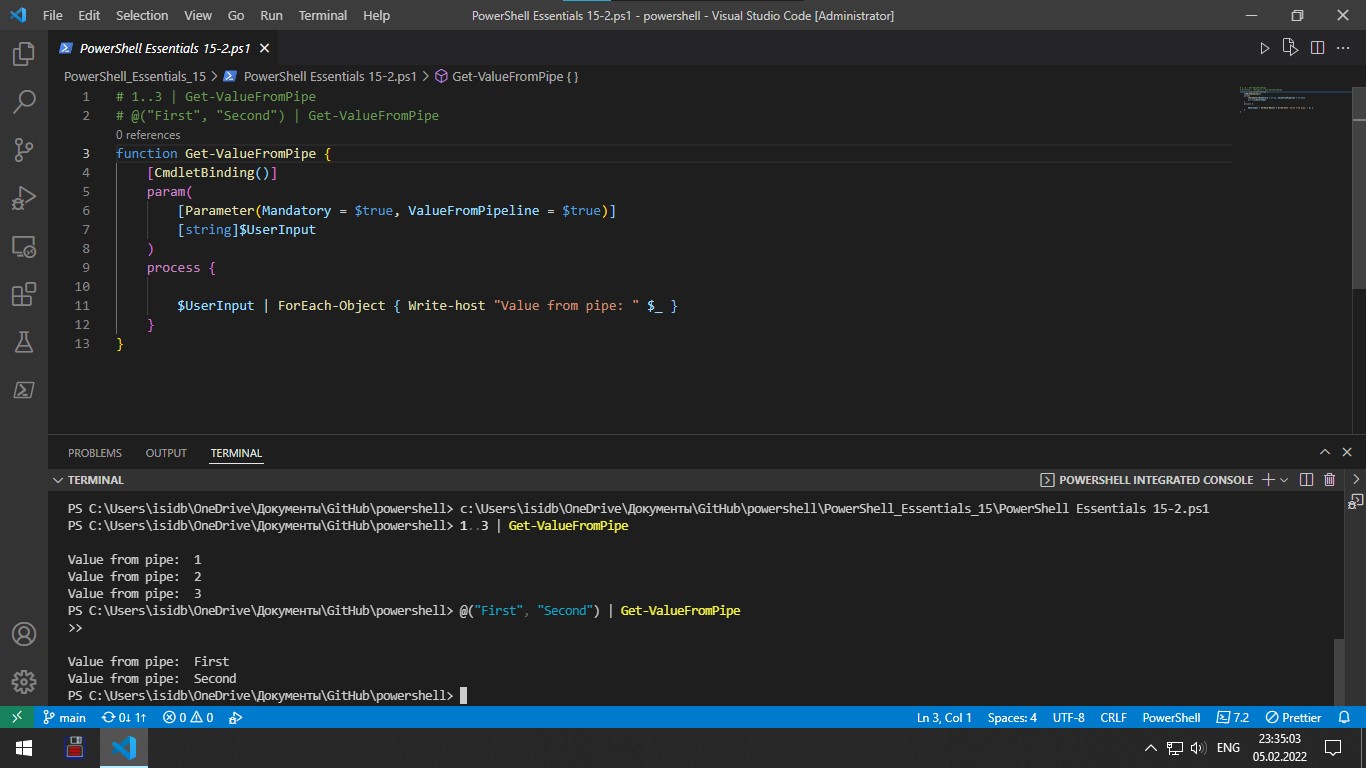 File Edit Selection View Go Run Terminal Help PowerShell Essentials 15-2.ps1 - powershell - Visual Studio Code [Administrator]
PowerShell Essentials 15-2.ps1
PowerShell_Essentials_15 > PowerShell Essentials 15-2.ps1 > Get-ValueFromPipe { }
1 # 1..3 | Get-ValueFromPipe
2 # @("First", "Second") | Get-ValueFromPipe
0 references
3 function Get-ValueFromPipe {
4 [CmdletBinding()]
5 param(
6 [Parameter(Mandatory = $true, ValueFromPipeline = $true)]
7 [string]$UserInput
8 )
9 process {
10
11 $UserInput | ForEach-Object { Write-host "Value from pipe: " $_ }
12 }
13 }
PROBLEMS OUTPUT TERMINAL
TERMINAL POWERSHELL INTEGRATED CONSOLE
PS C:\Users\isidb\OneDrive\Документы\GitHub\powershell> c:\Users\isidb\OneDrive\Документы\GitHub\powershell\PowerShell_Essentials_15\PowerShell Essentials 15-2.ps1
PS C:\Users\isidb\OneDrive\Документы\GitHub\powershell> 1..3 | Get-ValueFromPipe
Value from pipe:  1
Value from pipe:  2
Value from pipe:  3
PS C:\Users\isidb\OneDrive\Документы\GitHub\powershell> @("First", "Second") | Get-ValueFromPipe
>>
Value from pipe:  First
Value from pipe:  Second
PS C:\Users\isidb\OneDrive\Документы\GitHub\powershell>
main 0↓ 1↑ 0 0 Ln 3, Col 1 Spaces: 4 UTF-8 CRLF PowerShell 7.2 Prettier
ENG 23:35:03
05.02.2022